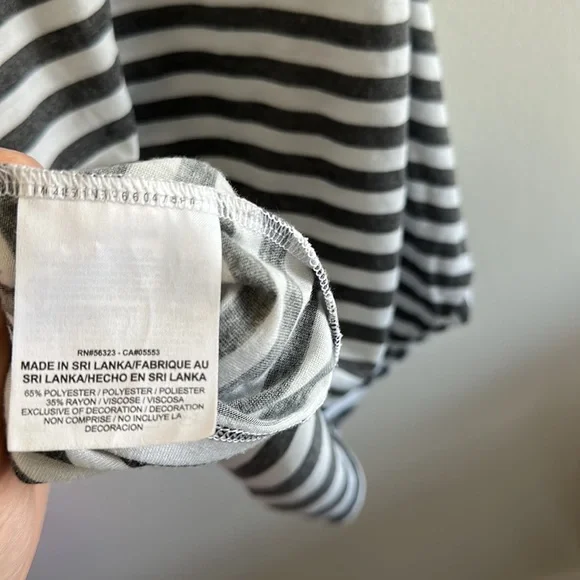 RN#56323 - CA#05553
MADE IN SRI LANKA/FABRIQUE AU
SRI LANKA/HECHO EN SRI LANKA
65% POLYESTER / POLYESTER / POLIESTER
35% RAYON / VISCOSE / VISCOSA
EXCLUSIVE OF DECORATION / DECORATION
NON COMPRISE / NO INCLUYE LA
DECORACION